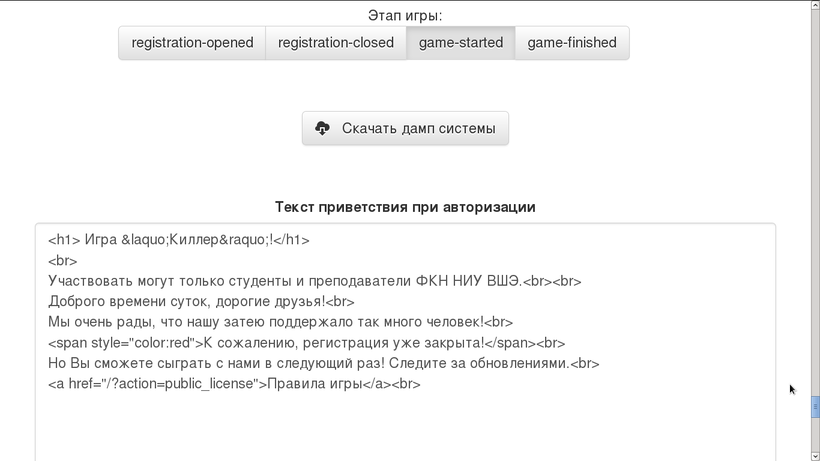 Этап игры:
registration-opened registration-closed game-started game-finished
Скачать дамп системы
Текст приветствия при авторизации
<h1> Игра &laquo;Киллер&raquo;!</h1>
<br>
Участвовать могут только студенты и преподаватели ФКН НИУ ВШЭ.<br><br>
Доброго времени суток, дорогие друзья!<br>
Мы очень рады, что нашу затею поддержало так много человек!<br>
<span style="color:red">К сожалению, регистрация уже закрыта!</span><br>
Но Вы сможете сыграть с нами в следующий раз! Следите за обновлениями.<br>
<a href="/?action=public_license">Правила игры</a><br>